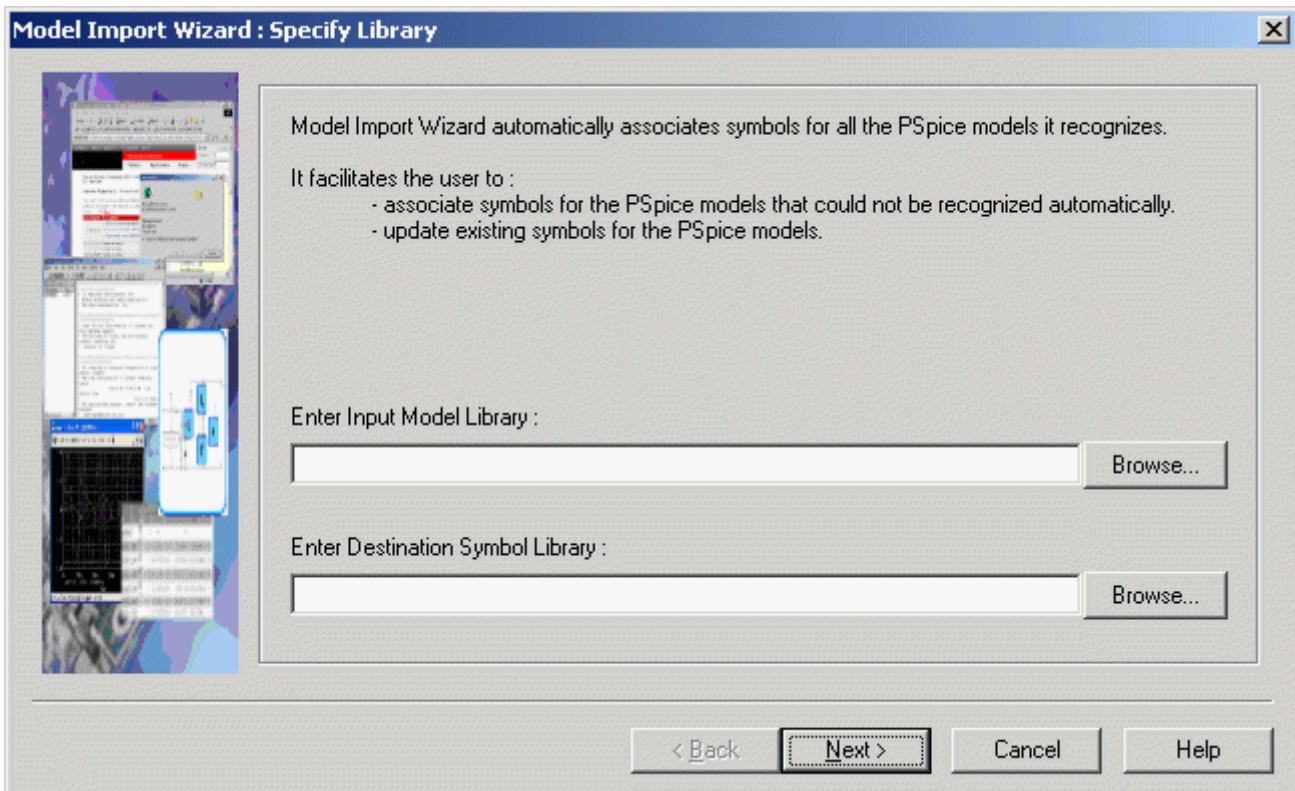 Model Import Wizard : Specify Library
Model Import Wizard automatically associates symbols for all the PSpice models it recognizes.
It facilitates the user to :
- associate symbols for the PSpice models that could not be recognized automatically.
- update existing symbols for the PSpice models.
Enter Input Model Library :
Browse...
Enter Destination Symbol Library :
Browse...
< Back
Next >
Cancel
Help